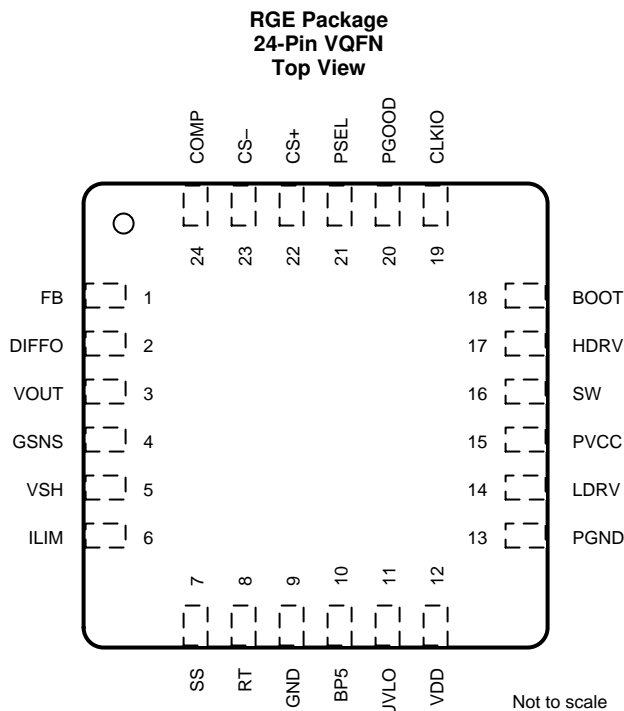 RGE Package
24-Pin VQFN
Top View
COMP
CS–
CS+
PSEL
PGOOD
CLKIO
24
23
22
21
20
19
FB 1
18 BOOT
DIFFO 2
17 HDRV
VOUT 3
16 SW
GSNS 4
15 PVCC
VSH 5
14 LDRV
ILIM 6
13 PGND
7
8
9
10
11
12
SS
RT
GND
BP5
UVLO
VDD
Not to scale